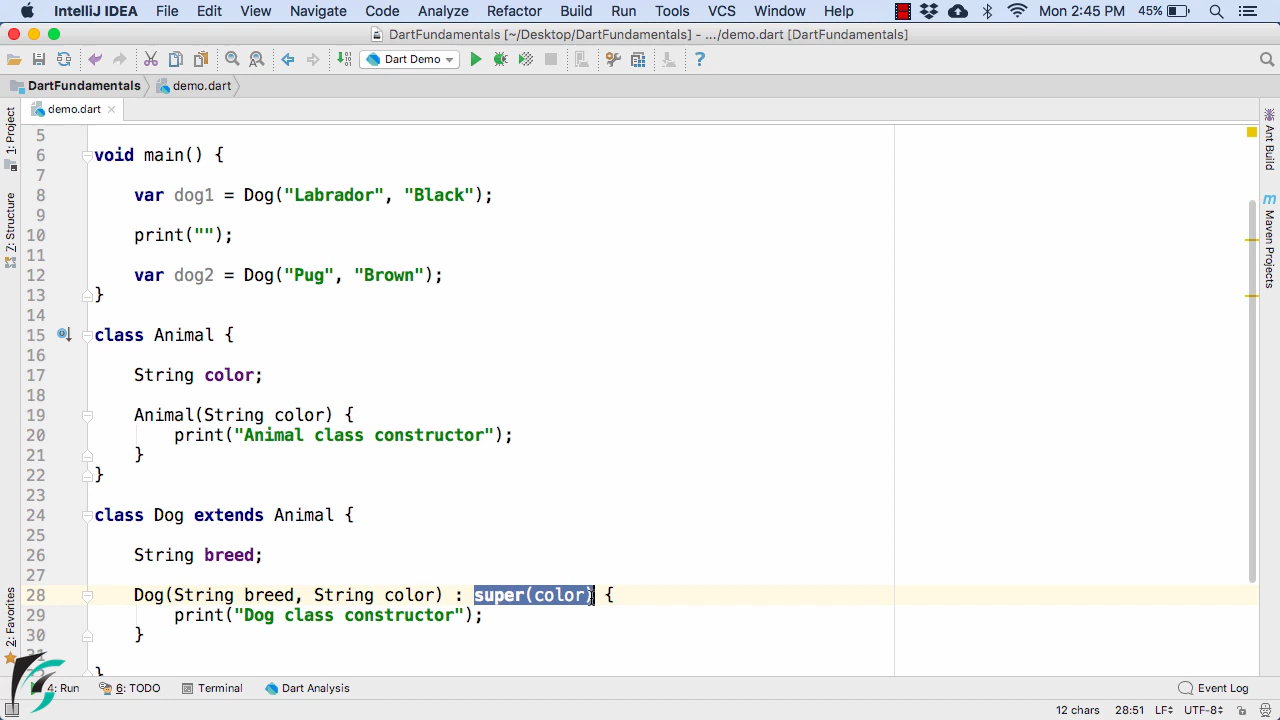 IntelliJ IDEA File Edit View Navigate Code Analyze Refactor Build Run Tools VCS Window Help Mon 2:45 PM 45%
DartFundamentals [~/Desktop/DartFundamentals] - .../demo.dart [DartFundamentals]
Dart Demo
DartFundamentals demo.dart
demo.dart
1: Project
7: Structure
2: Favorites
Ant Build
Maven Projects
5
6 void main() {
7
8 var dog1 = Dog("Labrador", "Black");
9
10 print("");
11
12 var dog2 = Dog("Pug", "Brown");
13 }
14
15 class Animal {
16
17 String color;
18
19 Animal(String color) {
20 print("Animal class constructor");
21 }
22 }
23
24 class Dog extends Animal {
25
26 String breed;
27
28 Dog(String breed, String color) : super(color) {
29 print("Dog class constructor");
30 }
31
}
4: Run 6: TODO Terminal Dart Analysis Event Log
12 chars 28:51 LF UTF-8